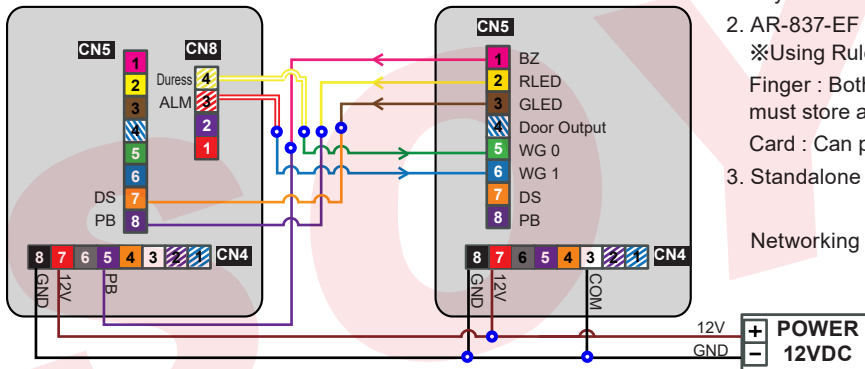 CN5
CN8
1
2
3
4
5
6
DS 7
PB 8
Duress 4
ALM 3
2
1
8 7 6 5 4 3 2 1 CN4
GND
12V
PB
CN5
1 BZ
2 RLED
3 GLED
4 Door Output
5 WG 0
6 WG 1
7 DS
8 PB
8 7 6 5 4 3 2 1 CN4
GND
12V
COM
12V + POWER
GND − 12VDC
2. AR-837-EF
※Using Rul
Finger : Both
must store a
Card : Can p
3. Standalone
Networking